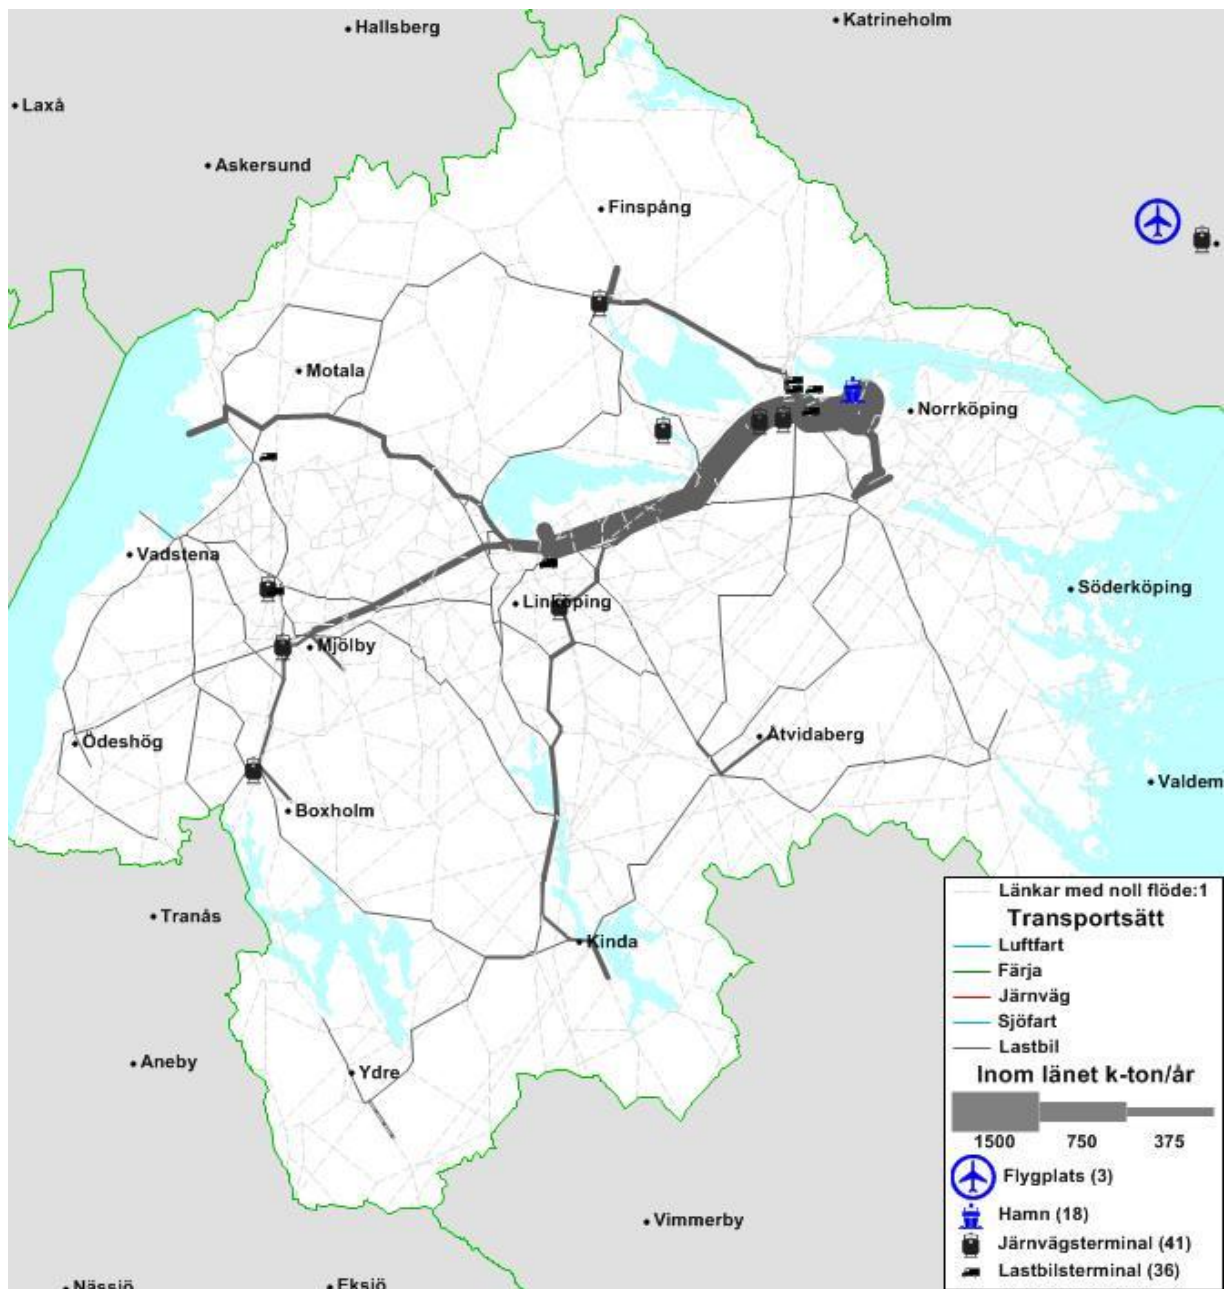 Hallsberg
Katrineholm
Laxå
Askersund
Finspång
Motala
Norrköping
Vadstena
Söderköping
Linköping
Mjölby
Åtvidaberg
Ödeshög
Valdem
Boxholm
Tranås
Kinda
Aneby
Ydre
Vimmerby
Nässjö
Eksjö
Länkar med noll flöde:1
Transportsätt
Luftfart
Färja
Järnväg
Sjöfart
Lastbil
Inom länet k-ton/år
1500 750 375
Flygplats (3)
Hamn (18)
Järnvägsterminal (41)
Lastbilsterminal (36)